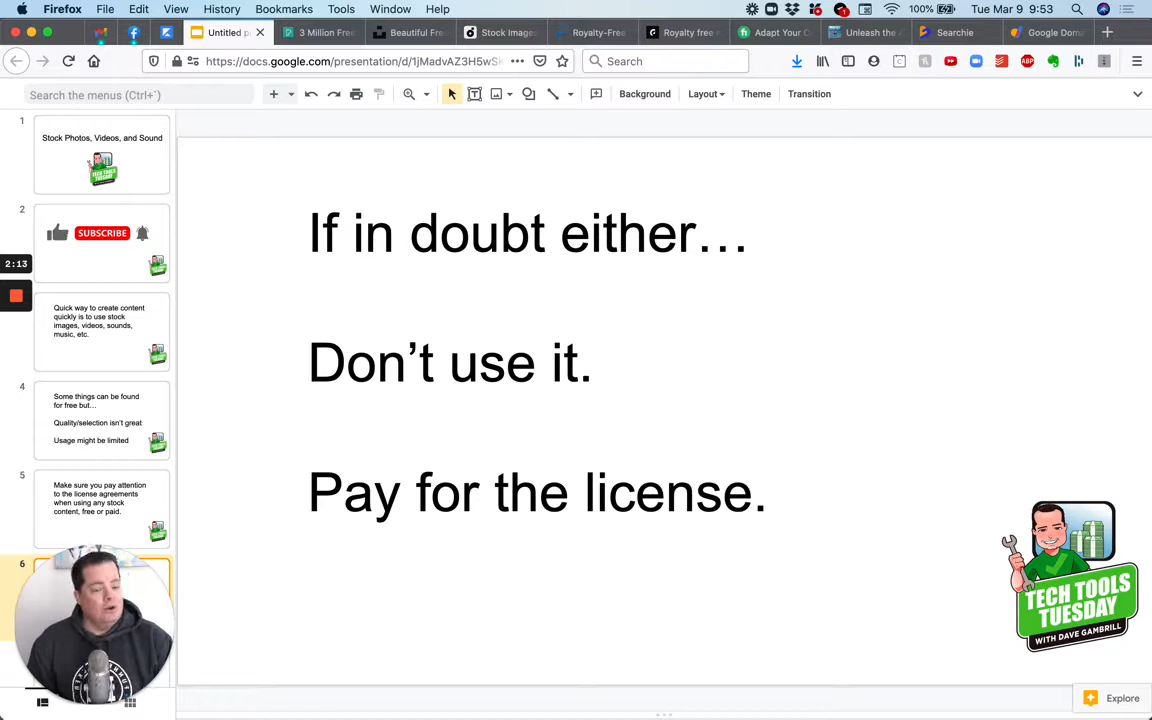 Firefox File Edit View History Bookmarks Tools Window Help 100% Tue Mar 9 9:53
Untitled p 3 Million Free Beautiful Fre Stock Images Royalty-Free Royalty free Adapt Your C Unleash the Searchie Google Doma
https://docs.google.com/presentation/d/1jMadvAZ3H5wSk Search
Search the menus (Ctrl+`) Background Layout Theme Transition
1
Stock Photos, Videos, and Sound
TECH TOOLS
TUESDAY
2
SUBSCRIBE
2:13
Quick way to create content
quickly is to use stock
images, videos, sounds,
music, etc.
4
Some things can be found
for free but…
Quality/selection isn't great
Usage might be limited
5
Make sure you pay attention
to the license agreements
when using any stock
content, free or paid.
6
If in doubt either…
Don’t use it.
Pay for the license.
TECH TOOLS
TUESDAY
WITH DAVE GAMBRILL
Explore